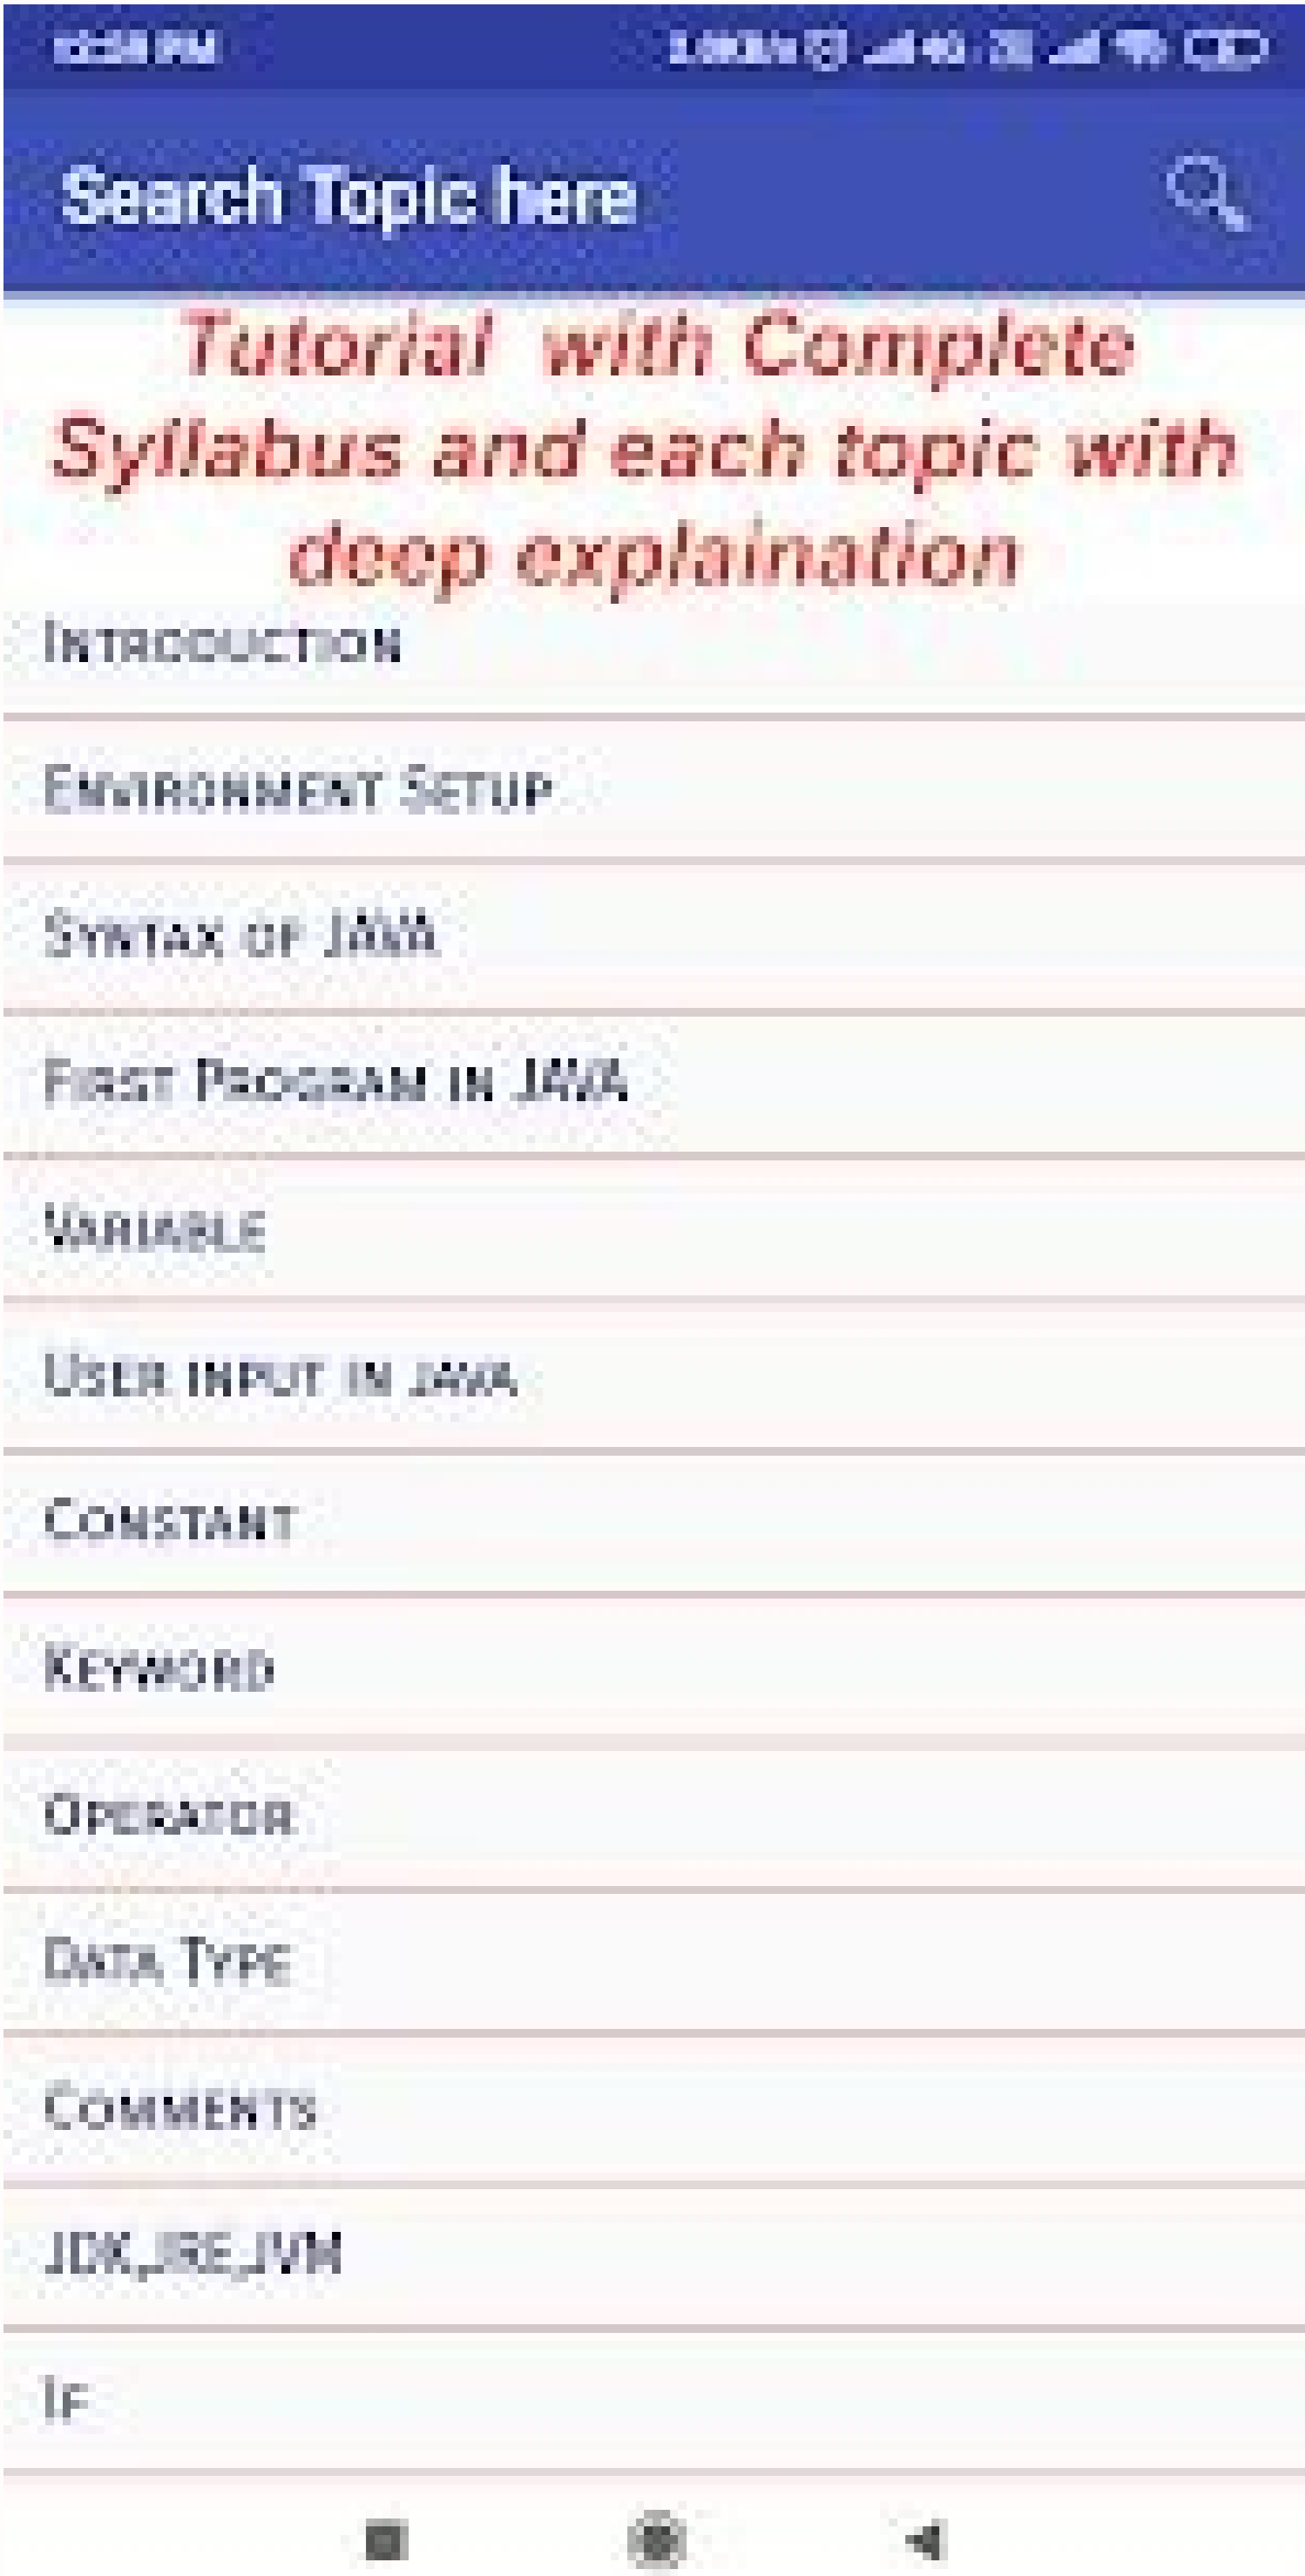 Search Topic here
Tutorial with Complete
Syllabus and each topic with
deep explaination
INTRODUCTION
ENVIRONMENT SETUP
SYNTAX OF JAVA
FIRST PROGRAM IN JAVA
VARIABLE
USER INPUT IN JAVA
CONSTANT
KEYWORD
OPERATOR
DATA TYPE
COMMENTS
JDK,JRE,JVM
IF